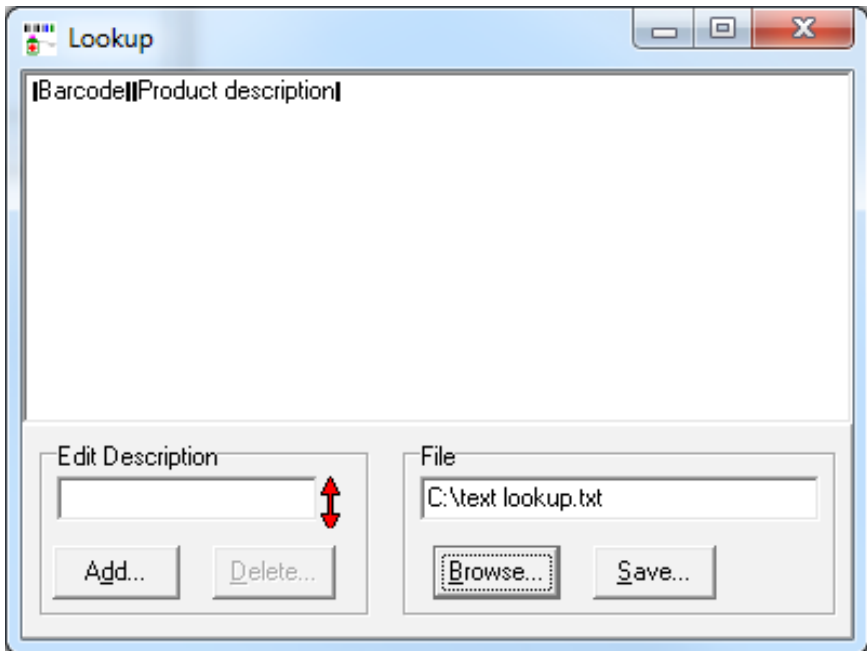 Lookup
|Barcode||Product description|
Edit Description
File
C:\text lookup.txt
Add...
Delete...
Browse...
Save...